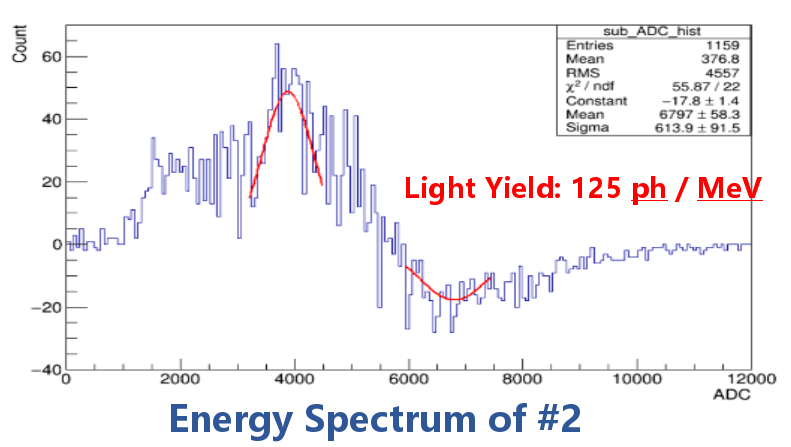 Count
60
40
20
0
−20
−40
0 2000 4000 6000 8000 10000 12000
ADC
sub_ADC_hist
Entries 1159
Mean 376.8
RMS 4557
χ² / ndf 55.87 / 22
Constant −17.8 ± 1.4
Mean 6797 ± 58.3
Sigma 613.9 ± 91.5
Light Yield: 125 ph / MeV
Energy Spectrum of #2